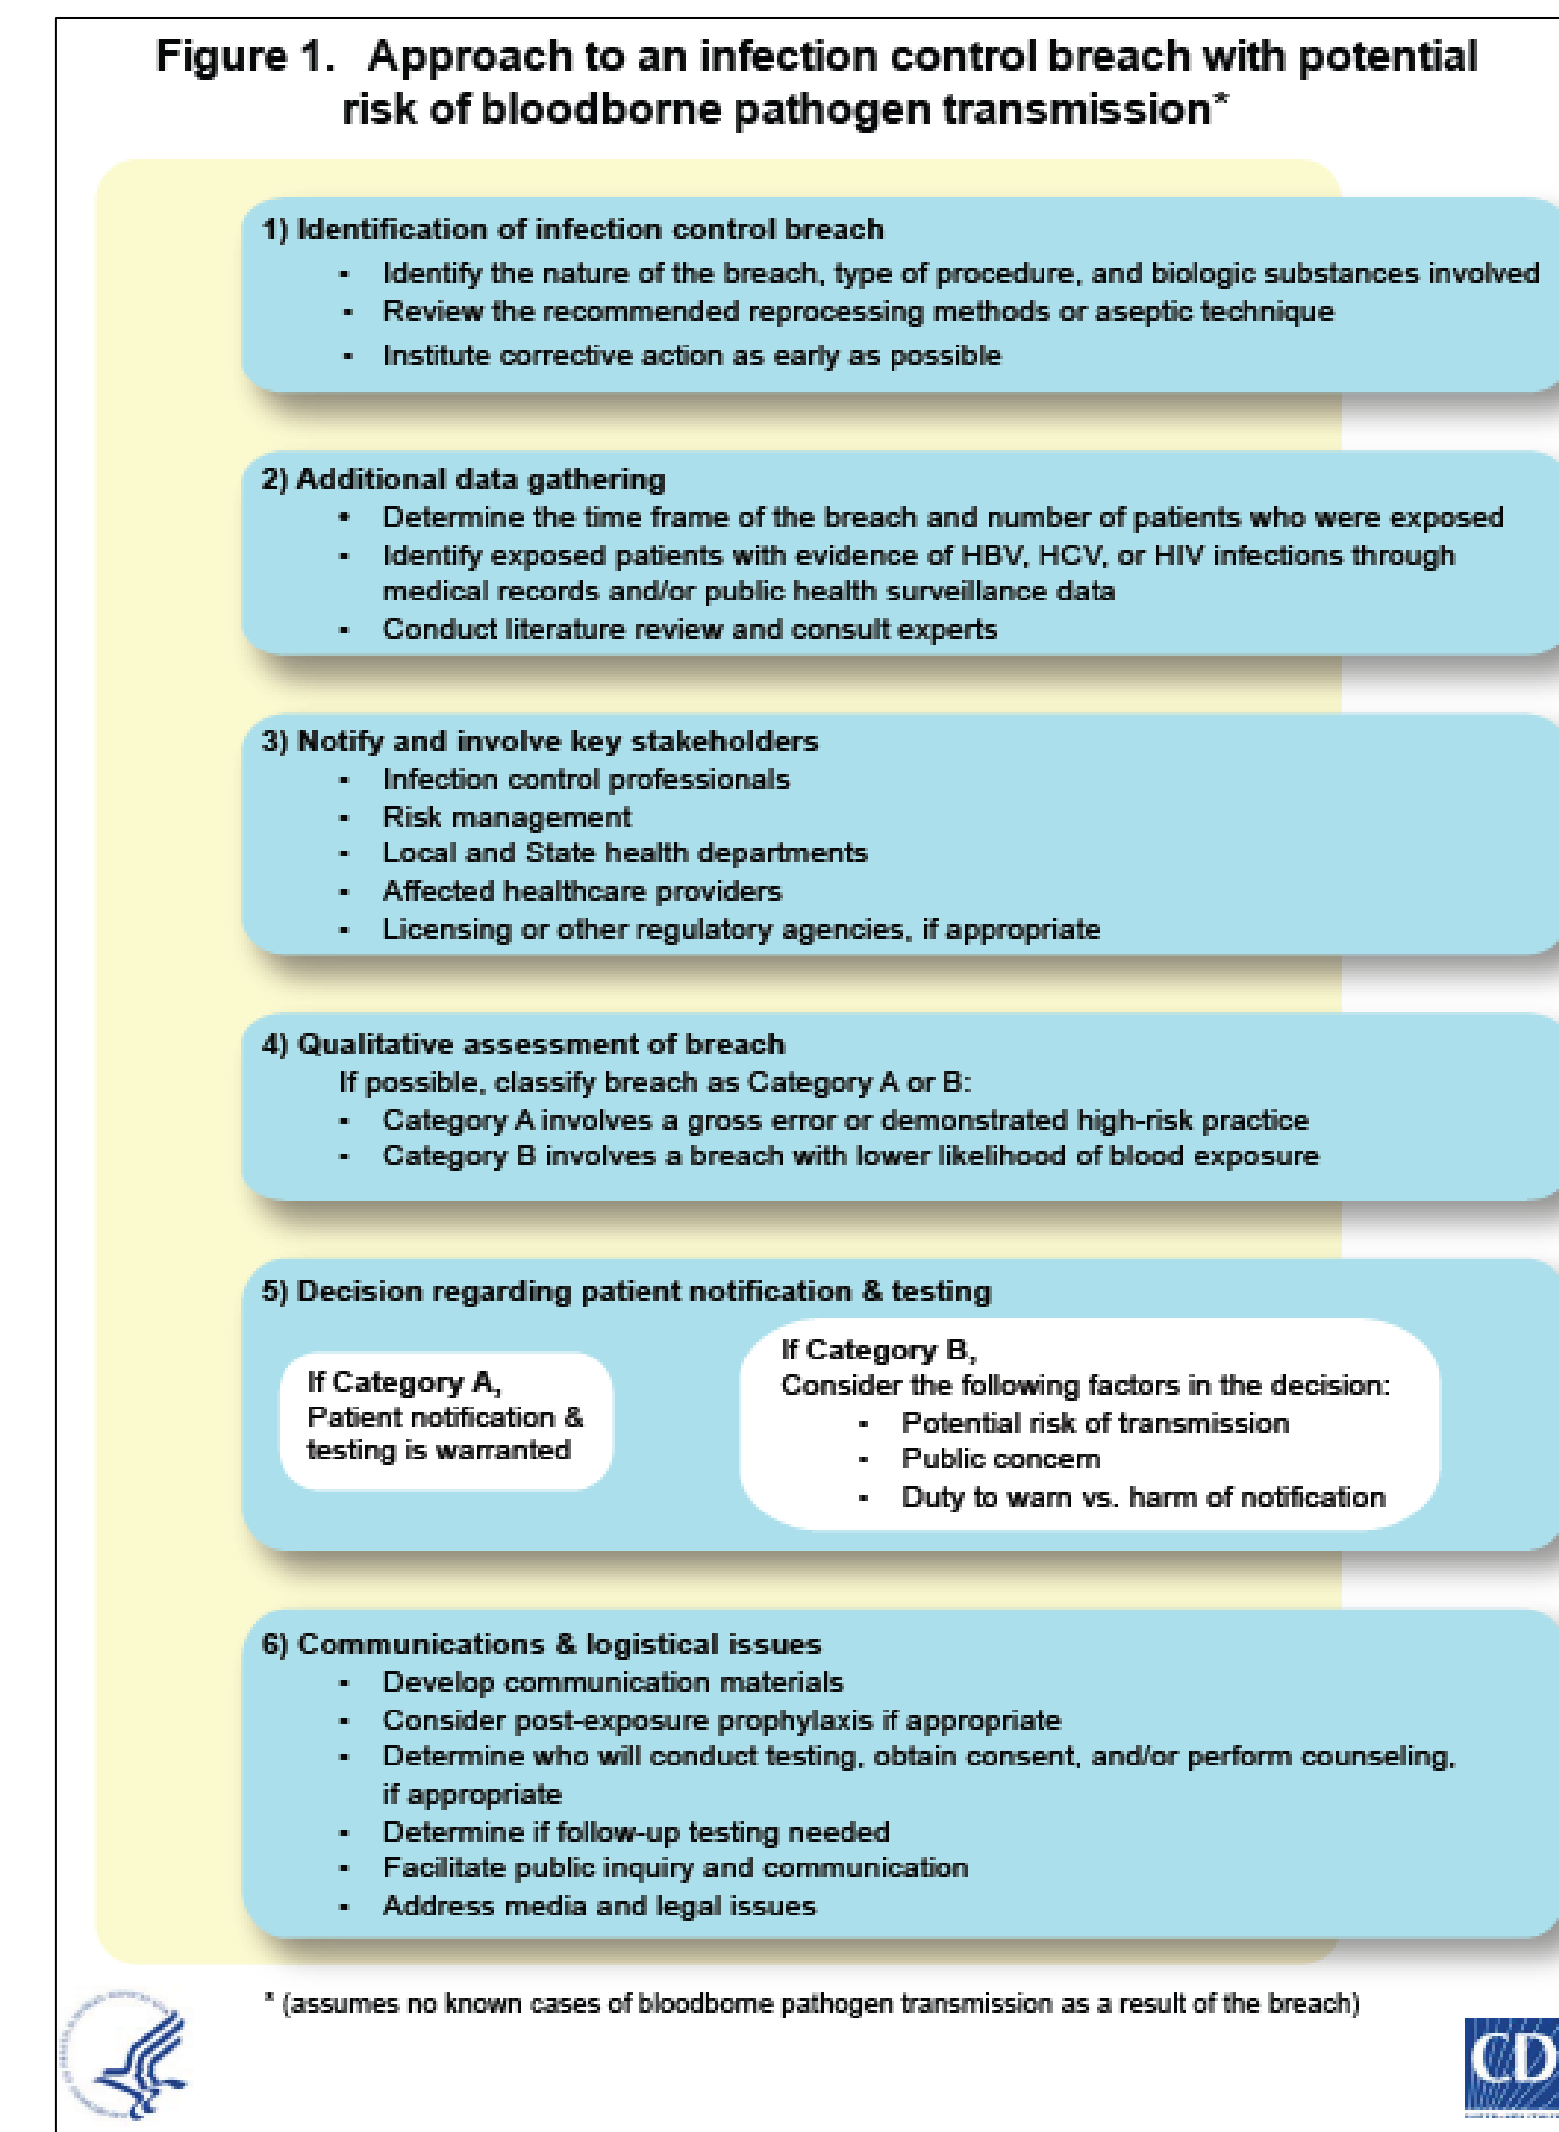 Figure 1. Approach to an infection control breach with potential
risk of bloodborne pathogen transmission*
1) Identification of infection control breach
- Identify the nature of the breach, type of procedure, and biologic substances involved
- Review the recommended reprocessing methods or aseptic technique
- Institute corrective action as early as possible
2) Additional data gathering
• Determine the time frame of the breach and number of patients who were exposed
- Identify exposed patients with evidence of HBV, HCV, or HIV infections through
medical records and/or public health surveillance data
- Conduct literature review and consult experts
3) Notify and involve key stakeholders
- Infection control professionals
- Risk management
- Local and State health departments
- Affected healthcare providers
- Licensing or other regulatory agencies, if appropriate
4) Qualitative assessment of breach
If possible, classify breach as Category A or B:
- Category A involves a gross error or demonstrated high-risk practice
- Category B involves a breach with lower likelihood of blood exposure
5) Decision regarding patient notification & testing
If Category A,
Patient notification &
testing is warranted
If Category B,
Consider the following factors in the decision:
- Potential risk of transmission
- Public concern
- Duty to warn vs. harm of notification
6) Communications & logistical issues
- Develop communication materials
- Consider post-exposure prophylaxis if appropriate
- Determine who will conduct testing, obtain consent, and/or perform counseling,
if appropriate
- Determine if follow-up testing needed
- Facilitate public inquiry and communication
- Address media and legal issues
* (assumes no known cases of bloodborne pathogen transmission as a result of the breach)
CD